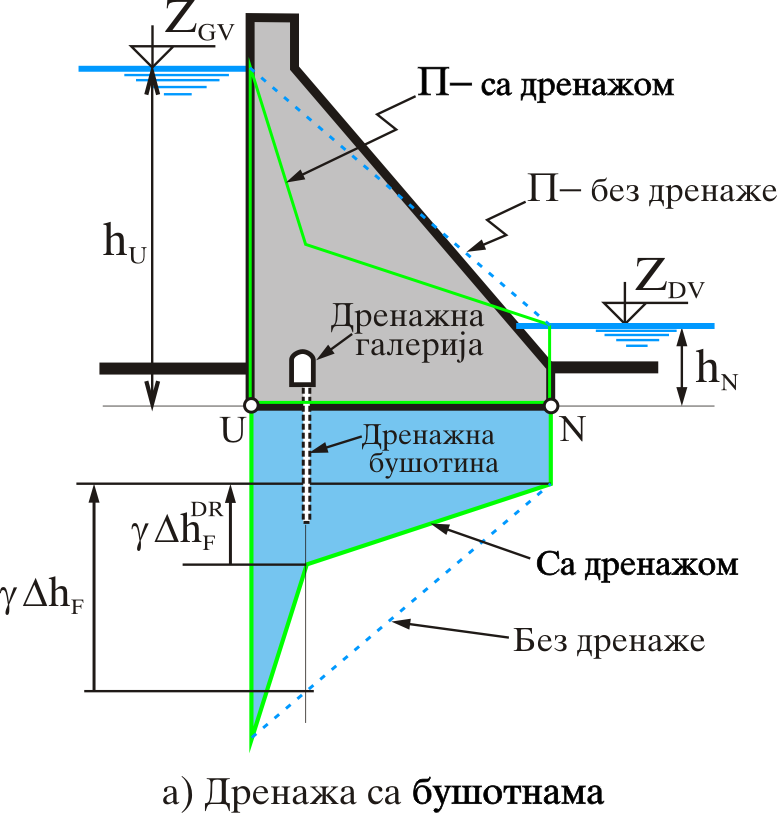 Z_GV
П– са дренажом
П– без дренаже
h_U
Z_DV
Дренажна
галерија
h_N
U
N
Дренажна
бушотина
γ Δh_F^DR
Са дренажом
γ Δh_F
Без дренаже
а) Дренажа са бушотнама